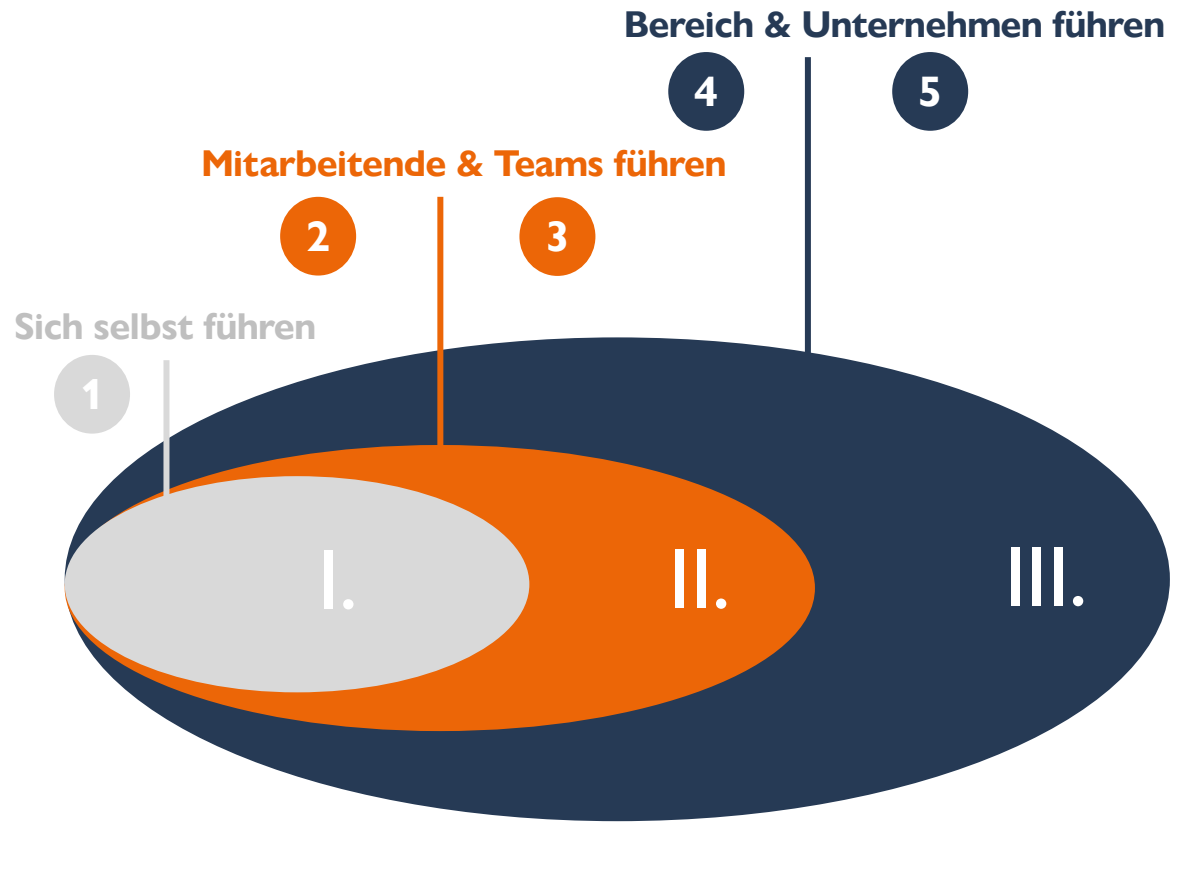 Bereich & Unternehmen führen
4 5
Mitarbeitende & Teams führen
2 3
Sich selbst führen
1
I. II. III.